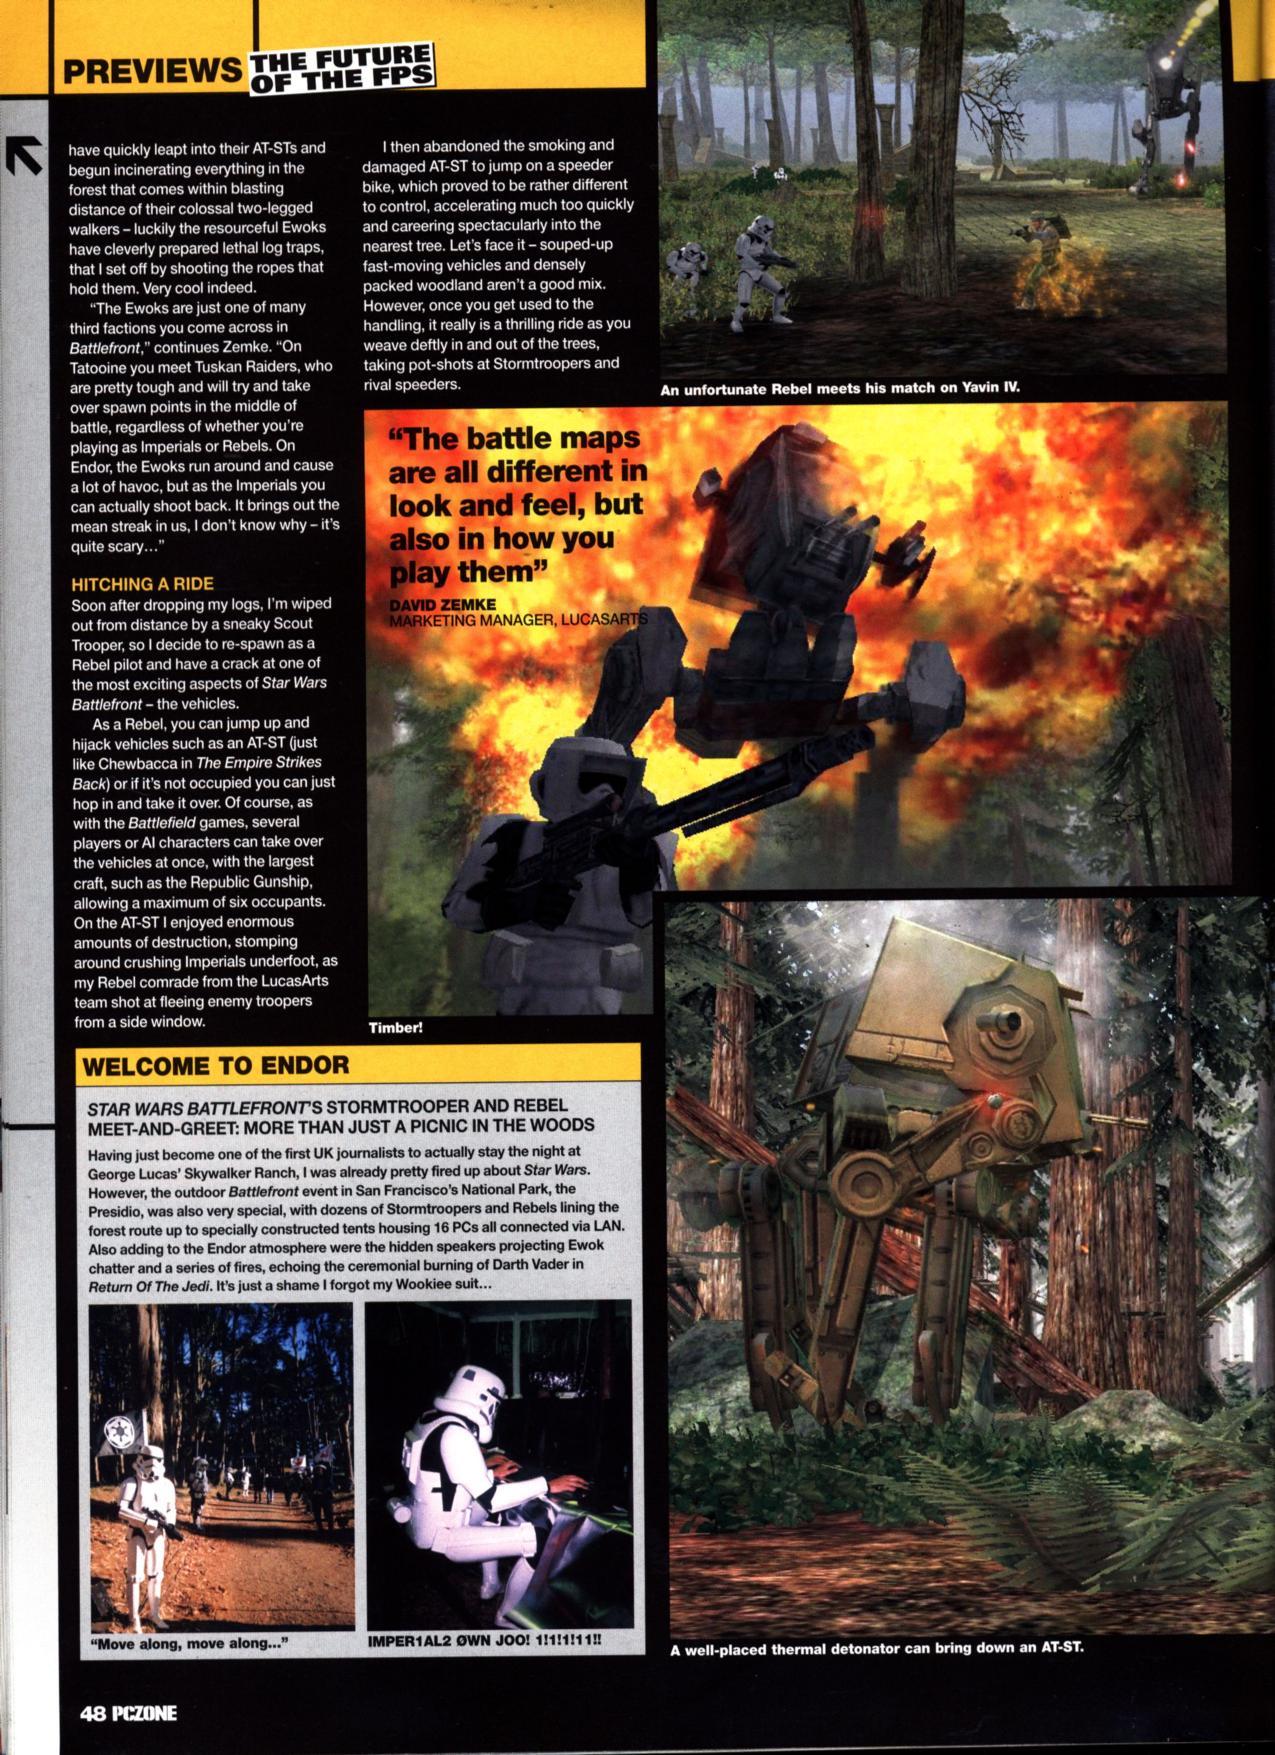 PREVIEWS THE FUTURE
OF THE FPS
have quickly leapt into their AT-STs and
begun incinerating everything in the
forest that comes within blasting
distance of their colossal two-legged
walkers – luckily the resourceful Ewoks
have cleverly prepared lethal log traps,
that I set off by shooting the ropes that
hold them. Very cool indeed.
"The Ewoks are just one of many
third factions you come across in
Battlefront," continues Zemke. "On
Tatooine you meet Tuskan Raiders, who
are pretty tough and will try and take
over spawn points in the middle of
battle, regardless of whether you're
playing as Imperials or Rebels. On
Endor, the Ewoks run around and cause
a lot of havoc, but as the Imperials you
can actually shoot back. It brings out the
mean streak in us, I don't know why – it's
quite scary..."
HITCHING A RIDE
Soon after dropping my logs, I'm wiped
out from distance by a sneaky Scout
Trooper, so I decide to re-spawn as a
Rebel pilot and have a crack at one of
the most exciting aspects of Star Wars
Battlefront – the vehicles.
As a Rebel, you can jump up and
hijack vehicles such as an AT-ST (just
like Chewbacca in The Empire Strikes
Back) or if it's not occupied you can just
hop in and take it over. Of course, as
with the Battlefield games, several
players or AI characters can take over
the vehicles at once, with the largest
craft, such as the Republic Gunship,
allowing a maximum of six occupants.
On the AT-ST I enjoyed enormous
amounts of destruction, stomping
around crushing Imperials underfoot, as
my Rebel comrade from the LucasArts
team shot at fleeing enemy troopers
from a side window.
I then abandoned the smoking and
damaged AT-ST to jump on a speeder
bike, which proved to be rather different
to control, accelerating much too quickly
and careering spectacularly into the
nearest tree. Let's face it – souped-up
fast-moving vehicles and densely
packed woodland aren't a good mix.
However, once you get used to the
handling, it really is a thrilling ride as you
weave deftly in and out of the trees,
taking pot-shots at Stormtroopers and
rival speeders.
An unfortunate Rebel meets his match on Yavin IV.
"The battle maps
are all different in
look and feel, but
also in how you
play them"
DAVID ZEMKE
MARKETING MANAGER, LUCASARTS
Timber!
WELCOME TO ENDOR
STAR WARS BATTLEFRONT'S STORMTROOPER AND REBEL
MEET-AND-GREET: MORE THAN JUST A PICNIC IN THE WOODS
Having just become one of the first UK journalists to actually stay the night at
George Lucas' Skywalker Ranch, I was already pretty fired up about Star Wars.
However, the outdoor Battlefront event in San Francisco's National Park, the
Presidio, was also very special, with dozens of Stormtroopers and Rebels lining the
forest route up to specially constructed tents housing 16 PCs all connected via LAN.
Also adding to the Endor atmosphere were the hidden speakers projecting Ewok
chatter and a series of fires, echoing the ceremonial burning of Darth Vader in
Return Of The Jedi. It's just a shame I forgot my Wookiee suit...
"Move along, move along..."
IMPER1AL2 ØWN JOO! 1!1!1!11!!
A well-placed thermal detonator can bring down an AT-ST.
48 PCZONE